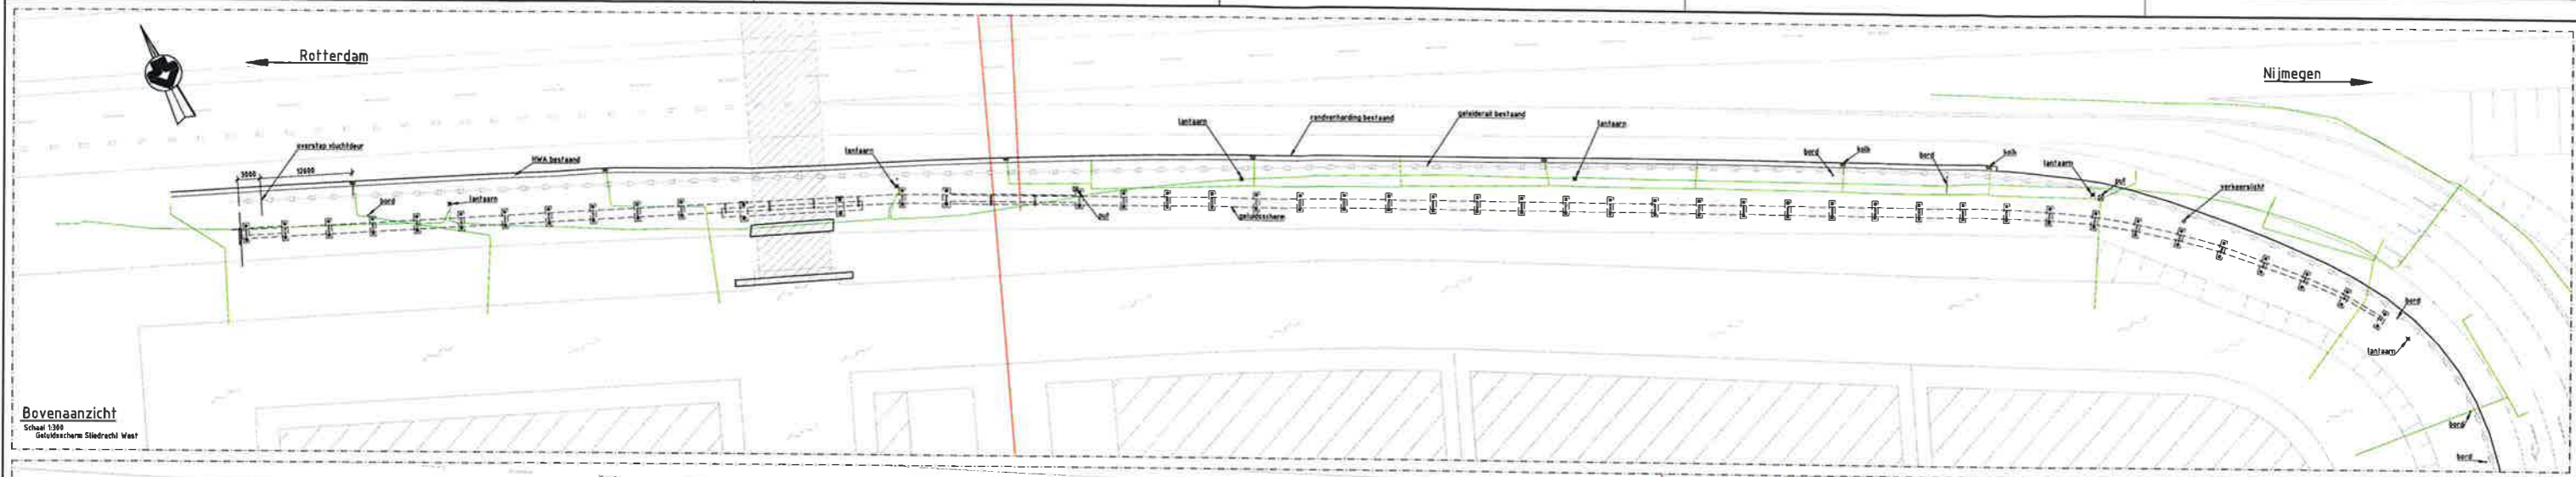 Rotterdam
Nijmegen
overstap vluchtdeur
3000
12600
HWA bestaand
bord
lantaarn
lantaarn
lantaarn
randverharding bestaand
geleiderail bestaand
lantaarn
bord
kolk
bord
kolk
lantaarn
put
verkeerslicht
put
geluidsscherm
bord
lantaarn
bord
bord
Bovenaanzicht
Schaal 1:300
Geluidsscherm Sliedrecht West